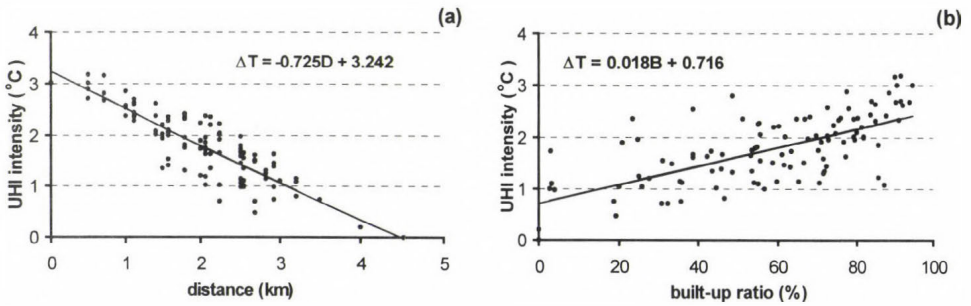 (a)
ΔT = -0.725D + 3.242
UHI intensity (°C)
4
3
2
1
0
0 1 2 3 4 5
distance (km)
(b)
ΔT = 0.018B + 0.716
UHI intensity (°C)
4
3
2
1
0
0 20 40 60 80 100
built-up ratio (%)